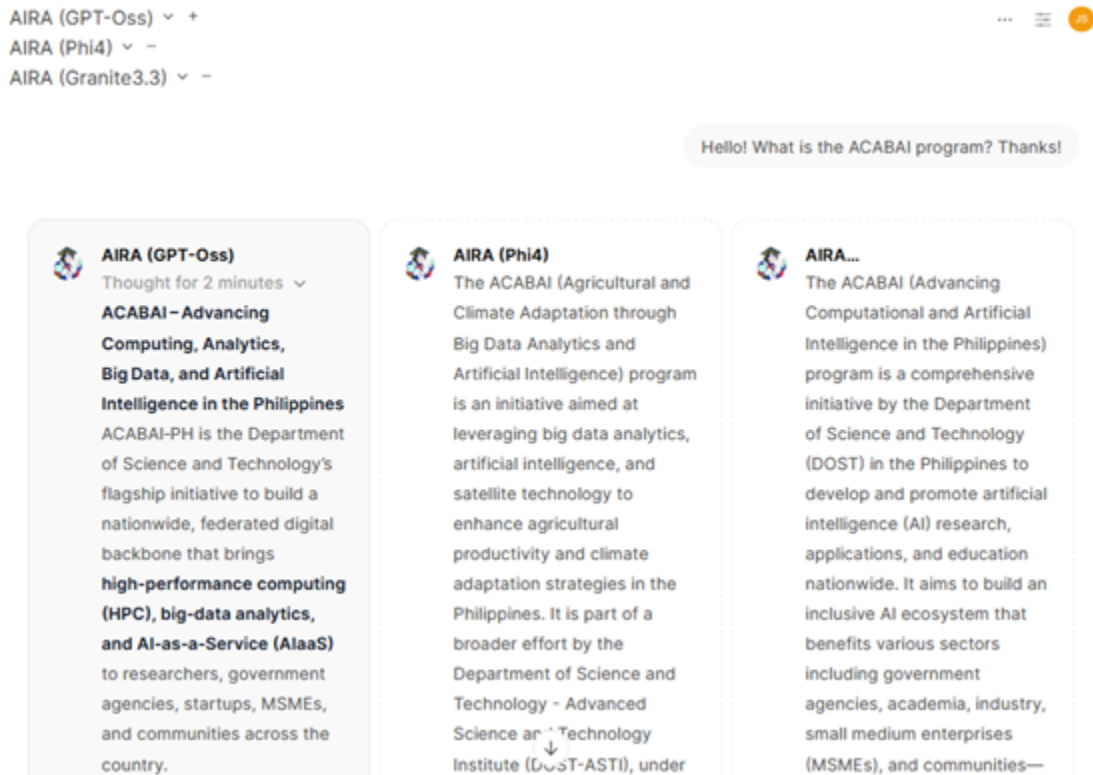 AIRA (GPT-Oss)
AIRA (Phi4)
AIRA (Granite3.3)
JS
Hello! What is the ACABAI program? Thanks!
AIRA (GPT-Oss)
Thought for 2 minutes
ACABAI – Advancing
Computing, Analytics,
Big Data, and Artificial
Intelligence in the Philippines
ACABAI-PH is the Department
of Science and Technology’s
flagship initiative to build a
nationwide, federated digital
backbone that brings
high-performance computing
(HPC), big-data analytics,
and AI-as-a-Service (AIaaS)
to researchers, government
agencies, startups, MSMEs,
and communities across the
country.
AIRA (Phi4)
The ACABAI (Agricultural and
Climate Adaptation through
Big Data Analytics and
Artificial Intelligence) program
is an initiative aimed at
leveraging big data analytics,
artificial intelligence, and
satellite technology to
enhance agricultural
productivity and climate
adaptation strategies in the
Philippines. It is part of a
broader effort by the
Department of Science and
Technology - Advanced
Science and Technology
Institute (DOST-ASTI), under
AIRA...
The ACABAI (Advancing
Computational and Artificial
Intelligence in the Philippines)
program is a comprehensive
initiative by the Department
of Science and Technology
(DOST) in the Philippines to
develop and promote artificial
intelligence (AI) research,
applications, and education
nationwide. It aims to build an
inclusive AI ecosystem that
benefits various sectors
including government
agencies, academia, industry,
small medium enterprises
(MSMEs), and communities—